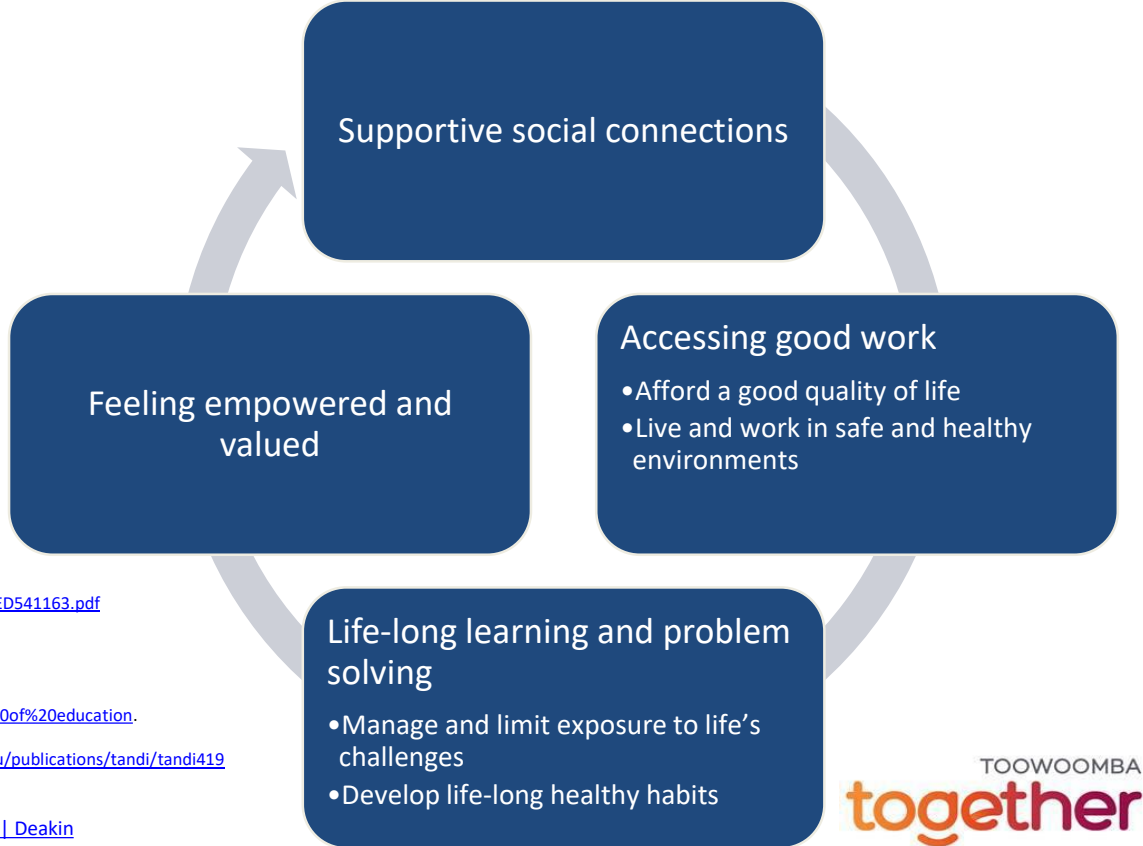 Supportive social connections
Accessing good work
•Afford a good quality of life
•Live and work in safe and healthy
environments
Life-long learning and problem
solving
•Manage and limit exposure to life's
challenges
•Develop life-long healthy habits
Feeling empowered and
valued
ED541163.pdf
0of%20education.
u/publications/tandi/tandi419
| Deakin
TOOWOOMBA
together